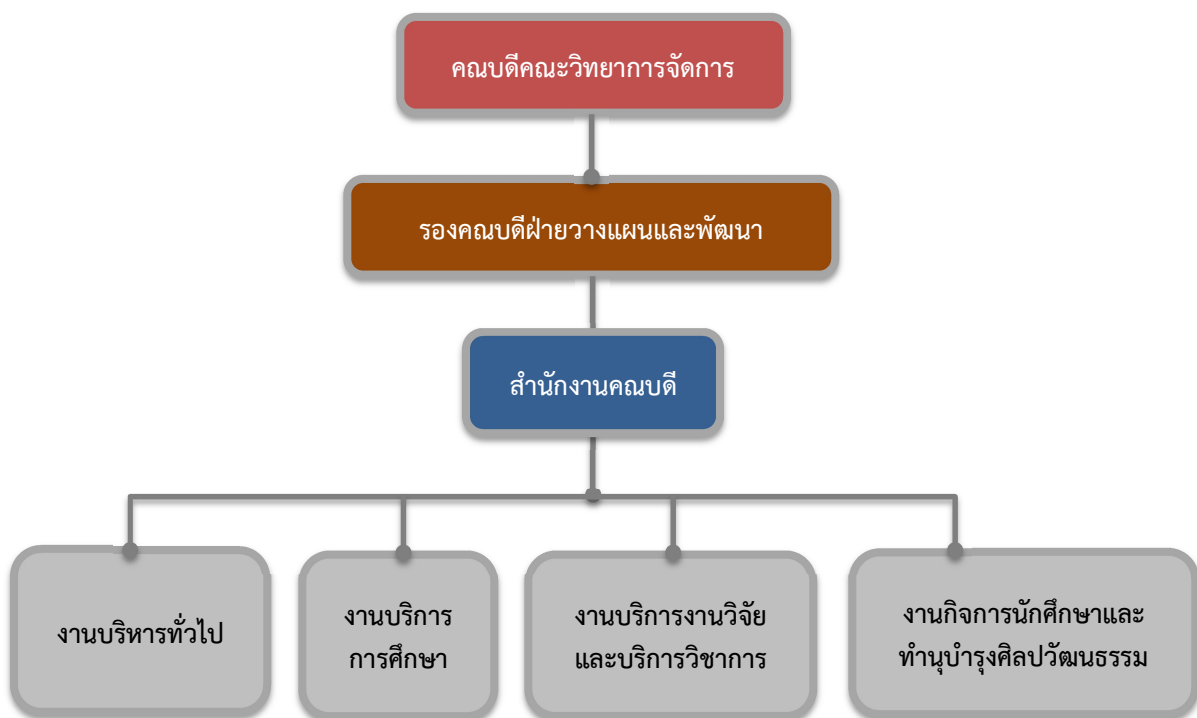 คณบดีคณะวิทยาการจัดการ
รองคณบดีฝ่ายวางแผนและพัฒนา
สำนักงานคณบดี
งานบริหารทั่วไป
งานบริการ
การศึกษา
งานบริการงานวิจัย
และบริการวิชาการ
งานกิจการนักศึกษาและ
ทำนุบำรุงศิลปวัฒนธรรม